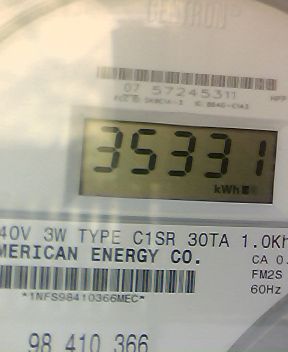 CENTRON®
07 57245311
35331
kWh
40V 3W TYPE C1SR 30TA 1.0Kh
MERICAN ENERGY CO.
CA 0.
FM2S
60Hz
*1NFS98410366MEC*
98 410 366